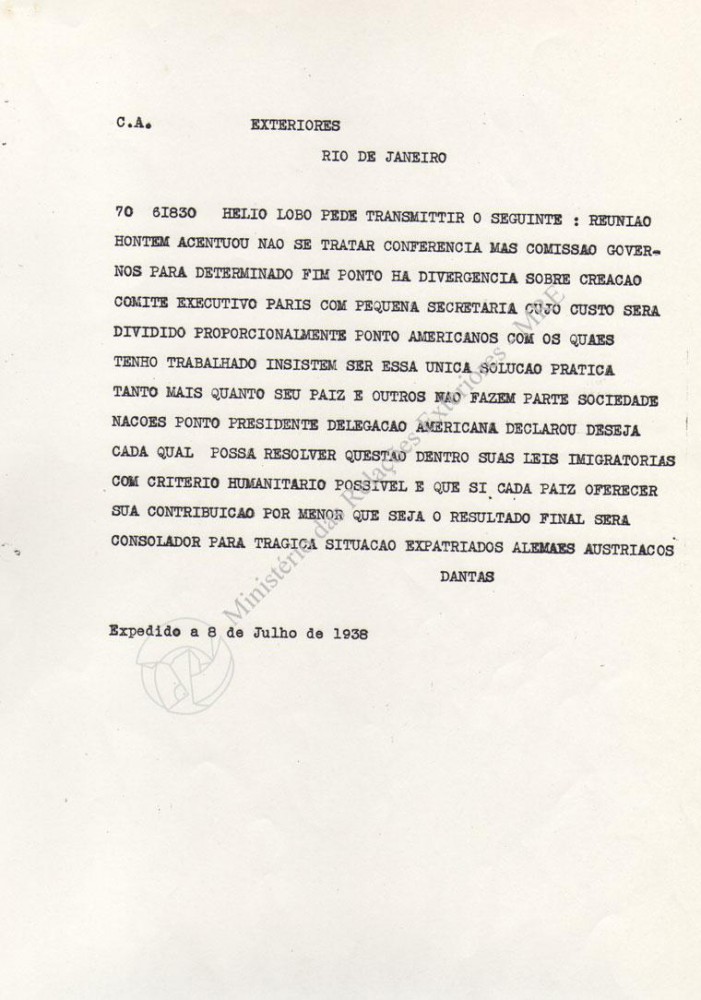 C.A. EXTERIORES
RIO DE JANEIRO
70 61830 HELIO LOBO PEDE TRANSMITTIR O SEGUINTE : REUNIAO
HONTEM ACENTUOU NAO SE TRATAR CONFERENCIA MAS COMISSAO GOVER-
NOS PARA DETERMINADO FIM PONTO HA DIVERGENCIA SOBRE CREACAO
COMITE EXECUTIVO PARIS COM PEQUENA SECRETARIA CUJO CUSTO SERA
DIVIDIDO PROPORCIONALMENTE PONTO AMERICANOS COM OS QUAES
TENHO TRABALHADO INSISTEM SER ESSA UNICA SOLUCAO PRATICA
TANTO MAIS QUANTO SEU PAIZ E OUTROS NAO FAZEM PARTE SOCIEDADE
NACOES PONTO PRESIDENTE DELEGACAO AMERICANA DECLAROU DESEJA
CADA QUAL POSSA RESOLVER QUESTAO DENTRO SUAS LEIS IMIGRATORIAS
COM CRITERIO HUMANITARIO POSSIVEL E QUE SI CADA PAIZ OFERECER
SUA CONTRIBUICAO POR MENOR QUE SEJA O RESULTADO FINAL SERA
CONSOLADOR PARA TRAGICA SITUACAO EXPATRIADOS ALEMAES AUSTRIACOS
DANTAS
Expedido a 8 de Julho de 1938
Ministério das Relações Exteriores - MRE